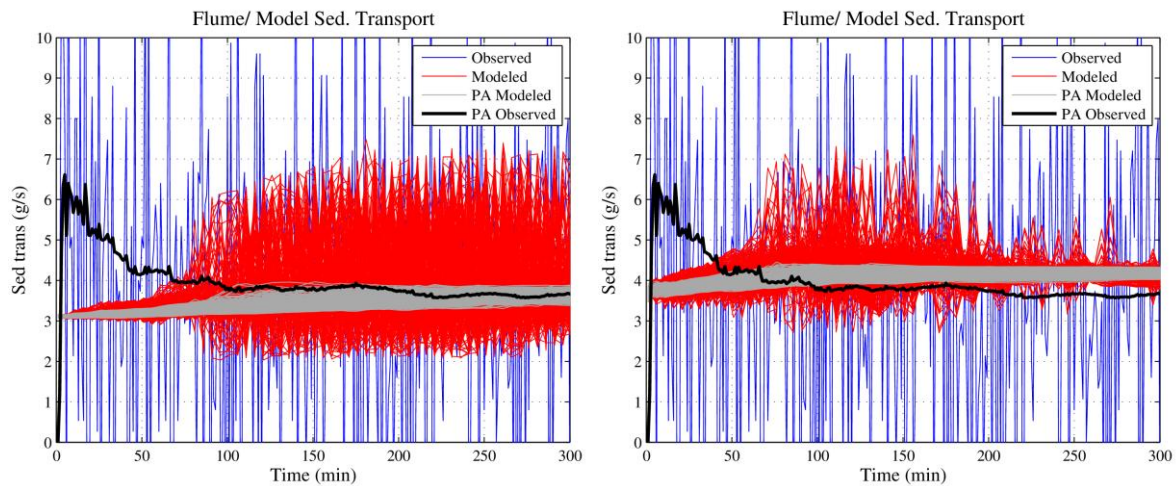 Flume/ Model Sed. Transport
10
9
8
7
6
5
4
3
2
1
0
Sed trans (g/s)
Observed
Modeled
PA Modeled
PA Observed
0 50 100 150 200 250 300
Time (min)
Flume/ Model Sed. Transport
10
9
8
7
6
5
4
3
2
1
0
Sed trans (g/s)
Observed
Modeled
PA Modeled
PA Observed
0 50 100 150 200 250 300
Time (min)